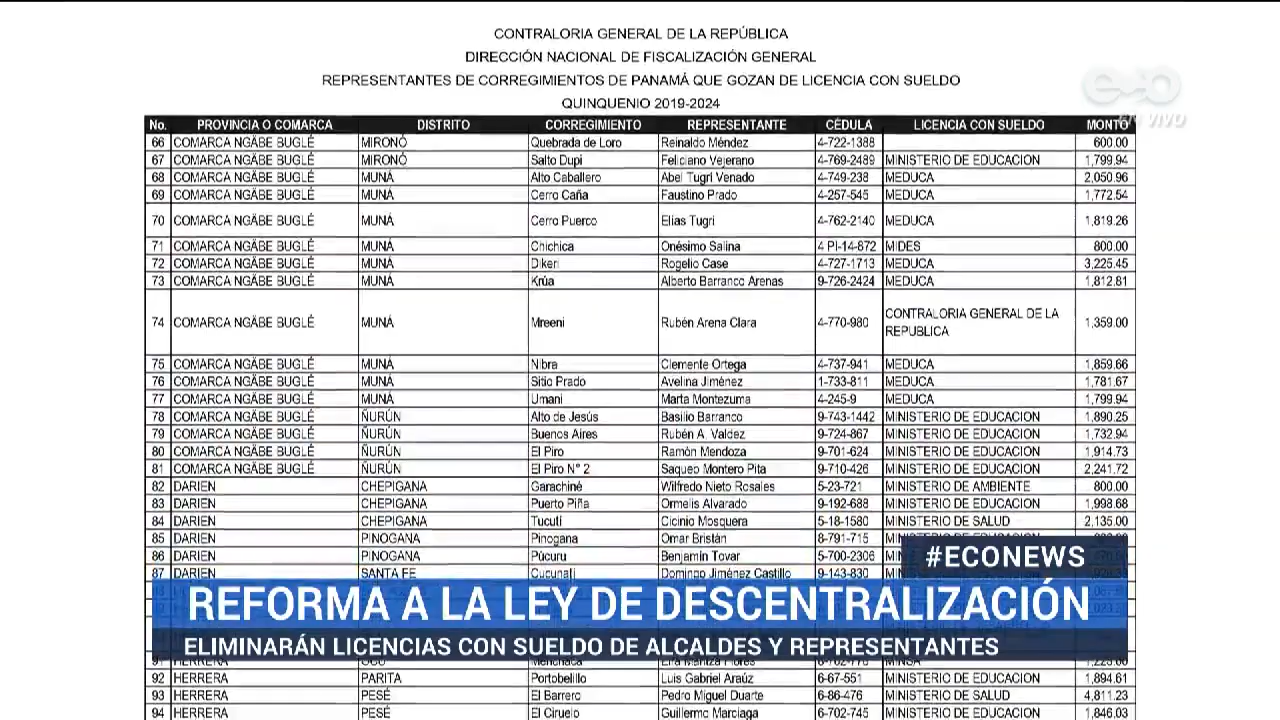 CONTRALORIA GENERAL DE LA REPÚBLICA
DIRECCIÓN NACIONAL DE FISCALIZACIÓN GENERAL
REPRESENTANTES DE CORREGIMIENTOS DE PANAMÁ QUE GOZAN DE LICENCIA CON SUELDO
QUINQUENIO 2019-2024
eco
EN VIVO
No. PROVINCIA O COMARCA DISTRITO CORREGIMIENTO REPRESENTANTE CÉDULA LICENCIA CON SUELDO MONTO
66 COMARCA NGÄBE BUGLÉ MIRONÓ Quebrada de Loro Reinaldo Méndez 4-722-1388 600.00
67 COMARCA NGÄBE BUGLÉ MIRONÓ Salto Dupi Feliciano Vejerano 4-769-2489 MINISTERIO DE EDUCACION 1,799.94
68 COMARCA NGÄBE BUGLÉ MUNÁ Alto Caballero Abel Tugri Venado 4-749-238 MEDUCA 2,050.96
69 COMARCA NGÄBE BUGLÉ MUNÁ Cerro Caña Faustino Prado 4-257-545 MEDUCA 1,772.54
70 COMARCA NGÄBE BUGLÉ MUNÁ Cerro Puerco Elías Tugri 4-762-2140 MEDUCA 1,819.26
71 COMARCA NGÄBE BUGLÉ MUNÁ Chichica Onésimo Salina 4 PI-14-872 MIDES 800.00
72 COMARCA NGÄBE BUGLÉ MUNÁ Dikeri Rogelio Case 4-727-1713 MEDUCA 3,225.45
73 COMARCA NGÄBE BUGLÉ MUNÁ Krúa Alberto Barranco Arenas 9-726-2424 MEDUCA 1,812.81
74 COMARCA NGÄBE BUGLÉ MUNÁ Mreeni Rubén Arena Clara 4-770-980 CONTRALORIA GENERAL DE LA REPUBLICA 1,359.00
75 COMARCA NGÄBE BUGLÉ MUNÁ Nibra Clemente Ortega 4-737-941 MEDUCA 1,859.66
76 COMARCA NGÄBE BUGLÉ MUNÁ Sitio Prado Avelina Jiménez 1-733-811 MEDUCA 1,781.67
77 COMARCA NGÄBE BUGLÉ MUNÁ Umani Marta Montezuma 4-245-9 MEDUCA 1,799.94
78 COMARCA NGÄBE BUGLÉ ÑURÚN Alto de Jesús Basilio Barranco 9-743-1442 MINISTERIO DE EDUCACION 1,890.25
79 COMARCA NGÄBE BUGLÉ ÑURÚN Buenos Aires Rubén A. Valdez 9-724-867 MINISTERIO DE EDUCACION 1,732.94
80 COMARCA NGÄBE BUGLÉ ÑURÚN El Piro Ramón Mendoza 9-701-624 MINISTERIO DE EDUCACION 1,914.73
81 COMARCA NGÄBE BUGLÉ ÑURÚN El Piro N° 2 Saqueo Montero Pita 9-710-426 MINISTERIO DE EDUCACION 2,241.72
82 DARIEN CHEPIGANA Garachiné Wilfredo Nieto Rosales 5-23-721 MINISTERIO DE AMBIENTE 800.00
83 DARIEN CHEPIGANA Puerto Piña Ormelis Alvarado 9-192-688 MINISTERIO DE EDUCACION 1,998.68
84 DARIEN CHEPIGANA Tucutí Cicinio Mosquera 5-18-1580 MINISTERIO DE SALUD 2,135.00
85 DARIEN PINOGANA Pinogana Omar Bristán 8-791-715
86 DARIEN PINOGANA Púcuru Benjamin Tovar 5-700-2306
87 DARIEN SANTA FE Cucunatí Domingo Jiménez Castillo 9-143-830
#ECONEWS
REFORMA A LA LEY DE DESCENTRALIZACIÓN
ELIMINARÁN LICENCIAS CON SUELDO DE ALCALDES Y REPRESENTANTES
92 HERRERA PARITA Portobelillo Luis Gabriel Araúz 6-67-551 MINISTERIO DE EDUCACION 1,894.61
93 HERRERA PESÉ El Barrero Pedro Miguel Duarte 6-86-476 MINISTERIO DE SALUD 4,811.23
94 HERRERA PESÉ El Ciruelo Guillermo Marciaga 6-702-745 MINISTERIO DE EDUCACION 1,846.03